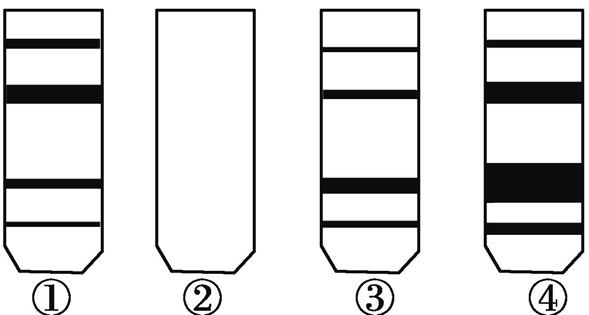 ① ② ③ ④